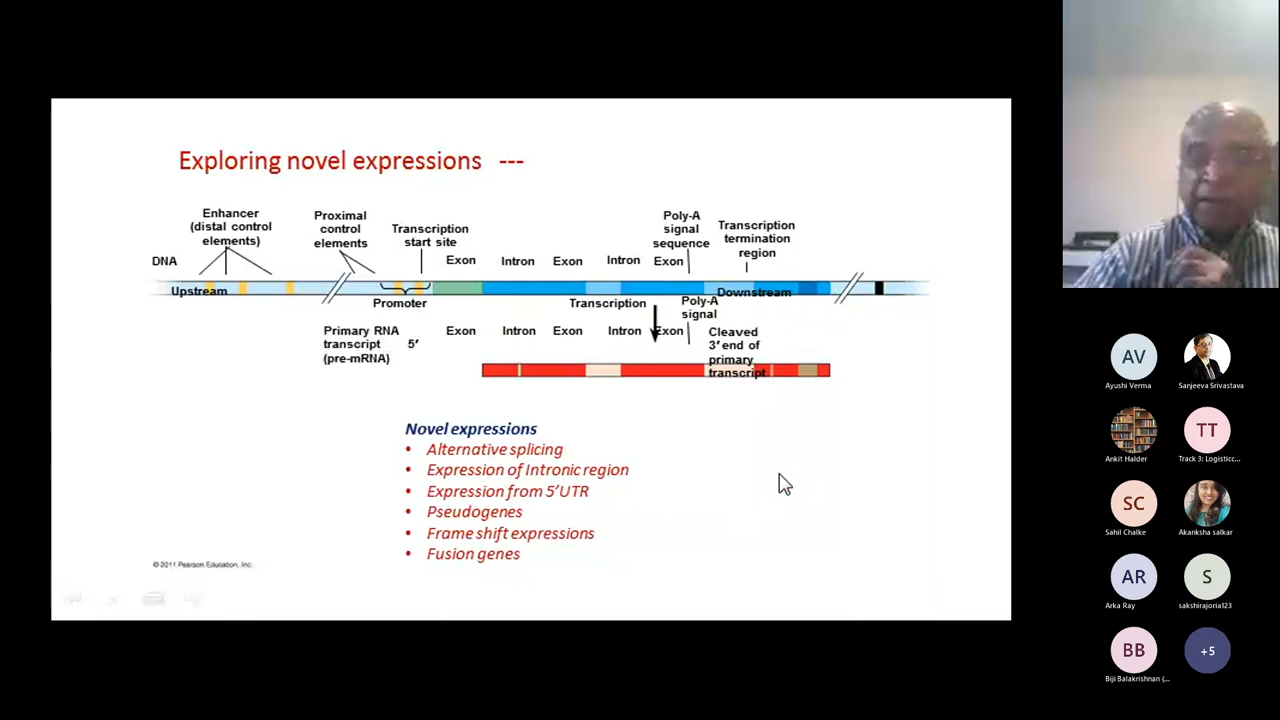 Exploring novel expressions ---
Enhancer
(distal control
elements)
Proximal
control
elements
Transcription
start site
Poly-A
signal
sequence
Transcription
termination
region
DNA
Exon
Intron
Exon
Intron
Exon
Upstream
Downstream
Promoter
Transcription
Poly-A
signal
Primary RNA
transcript 5′
(pre-mRNA)
Exon
Intron
Exon
Intron
Exon
Cleaved
3′ end of
primary
transcript
Novel expressions
• Alternative splicing
• Expression of Intronic region
• Expression from 5’UTR
• Pseudogenes
• Frame shift expressions
• Fusion genes
© 2011 Pearson Education, Inc.
AV
Ayushi Verma
Sanjeeva Srivastava
Ankit Halder
TT
Track 3: Logisticc...
SC
Sahil Chalke
Akanksha salkar
AR
Arka Ray
S
sakshirajoria123
BB
Biji Balakrishnan (...
+5